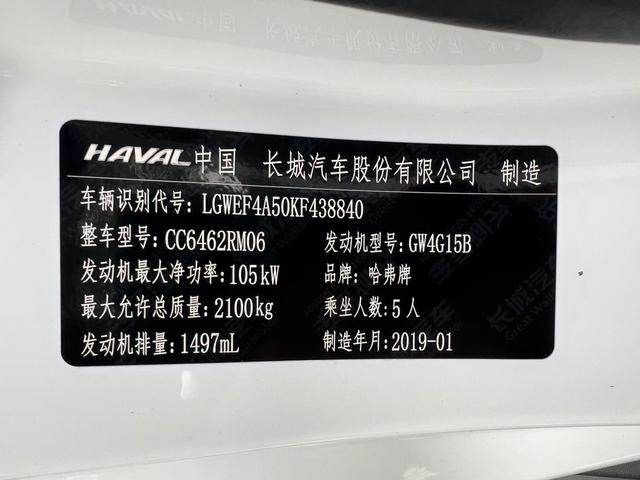 HAVAL中国 长城汽车股份有限公司 制造
车辆识别代号: LGWEF4A50KF438840
整车型号: CC6462RM06 发动机型号: GW4G15B
发动机最大净功率: 105kW 品牌: 哈弗牌
最大允许总质量: 2100kg 乘坐人数: 5人
发动机排量: 1497mL 制造年月: 2019-01